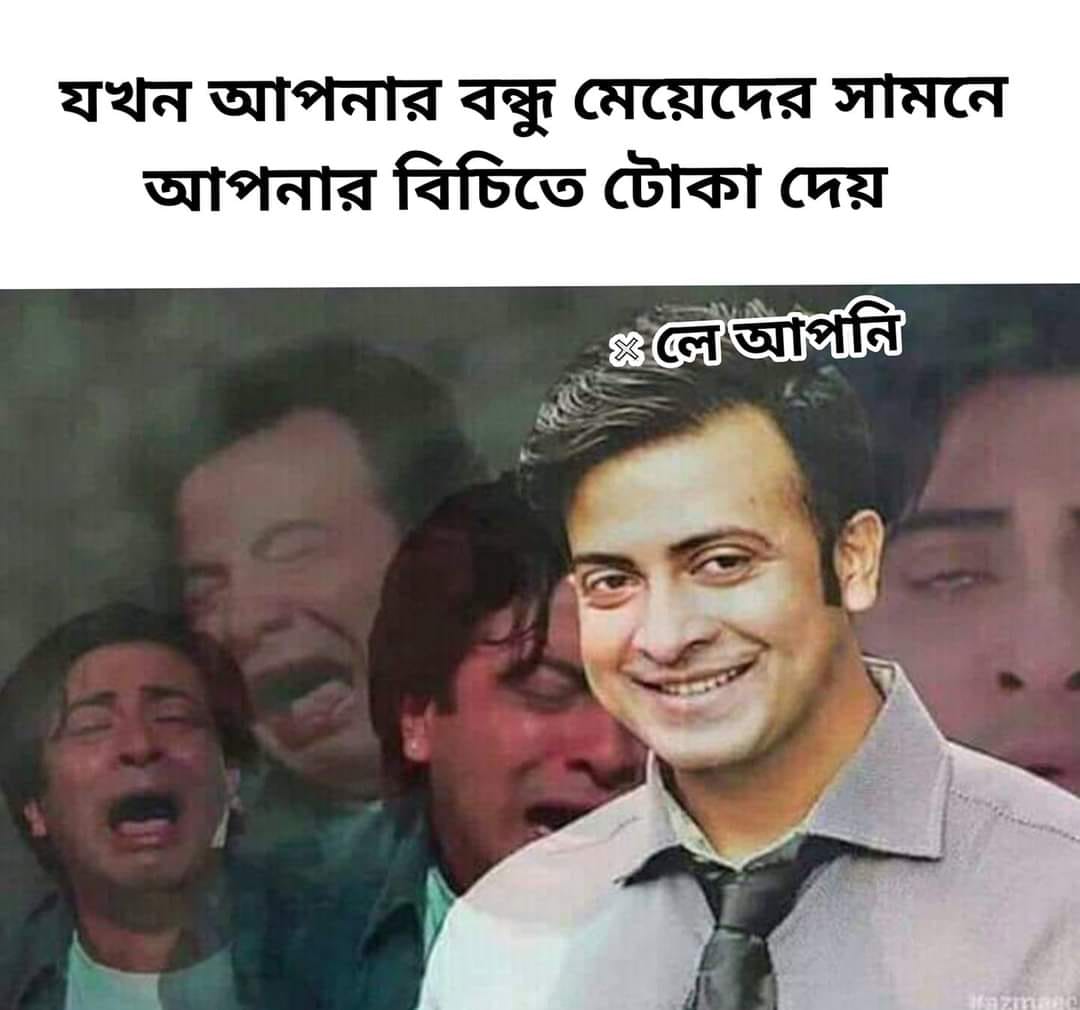 যখন আপনার বন্ধু মেয়েদের সামনে
আপনার বিচিতে টোকা দেয়
× লে আপনি